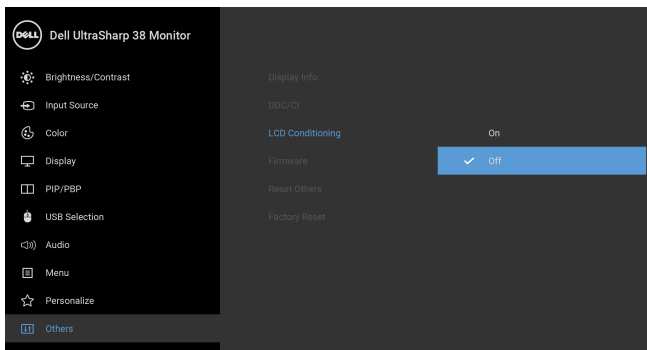 DELL Dell UltraSharp 38 Monitor
Brightness/Contrast
Input Source
Color
Display
PIP/PBP
USB Selection
Audio
Menu
Personalize
Others
Display Info
DDC/CI
LCD Conditioning
Firmware
Reset Others
Factory Reset
On
Off